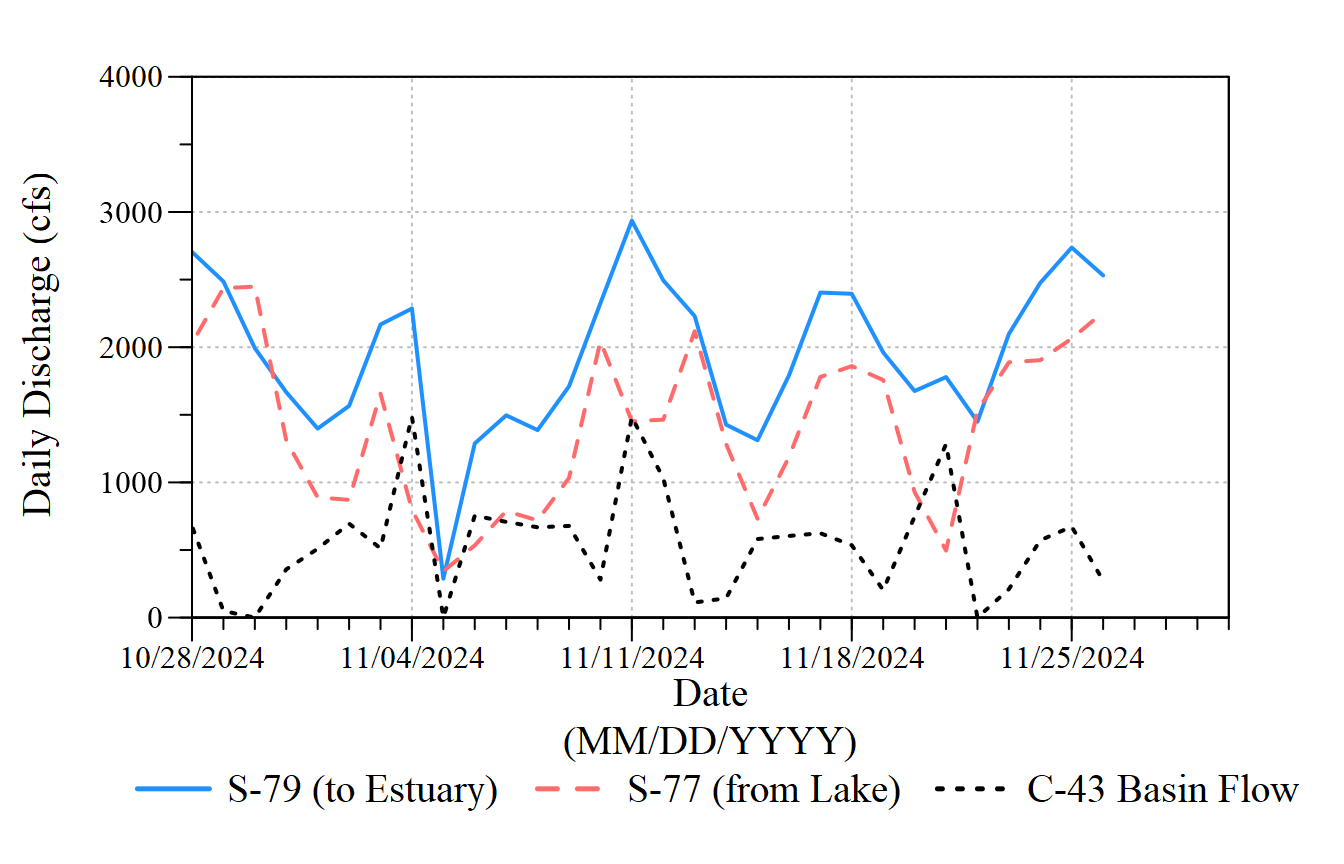 4000
3000
2000
1000
0
Daily Discharge (cfs)
10/28/2024 11/04/2024 11/11/2024 11/18/2024 11/25/2024
Date
(MM/DD/YYYY)
S-79 (to Estuary) S-77 (from Lake) C-43 Basin Flow